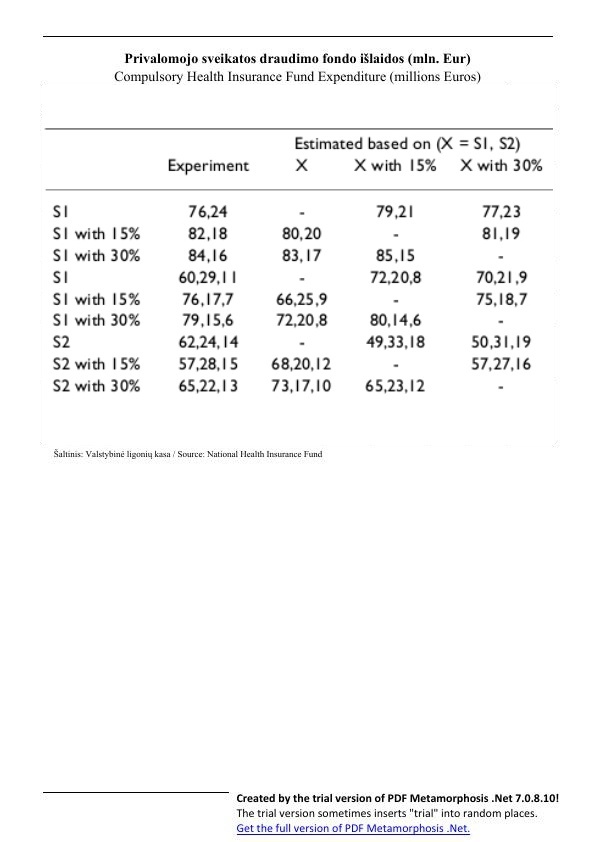 Privalomojo sveikatos draudimo fondo išlaidos (mln. Eur)
Compulsory Health Insurance Fund Expenditure (millions Euros)
Estimated based on (X = S1, S2)
Experiment X X with 15% X with 30%
S1 76,24 - 79,21 77,23
S1 with 15% 82,18 80,20 - 81,19
S1 with 30% 84,16 83,17 85,15 -
S1 60,29,11 - 72,20,8 70,21,9
S1 with 15% 76,17,7 66,25,9 - 75,18,7
S1 with 30% 79,15,6 72,20,8 80,14,6 -
S2 62,24,14 - 49,33,18 50,31,19
S2 with 15% 57,28,15 68,20,12 - 57,27,16
S2 with 30% 65,22,13 73,17,10 65,23,12 -
Šaltinis: Valstybinė ligonių kasa / Source: National Health Insurance Fund
Created by the trial version of PDF Metamorphosis .Net 7.0.8.10!
The trial version sometimes inserts "trial" into random places.
Get the full version of PDF Metamorphosis .Net.